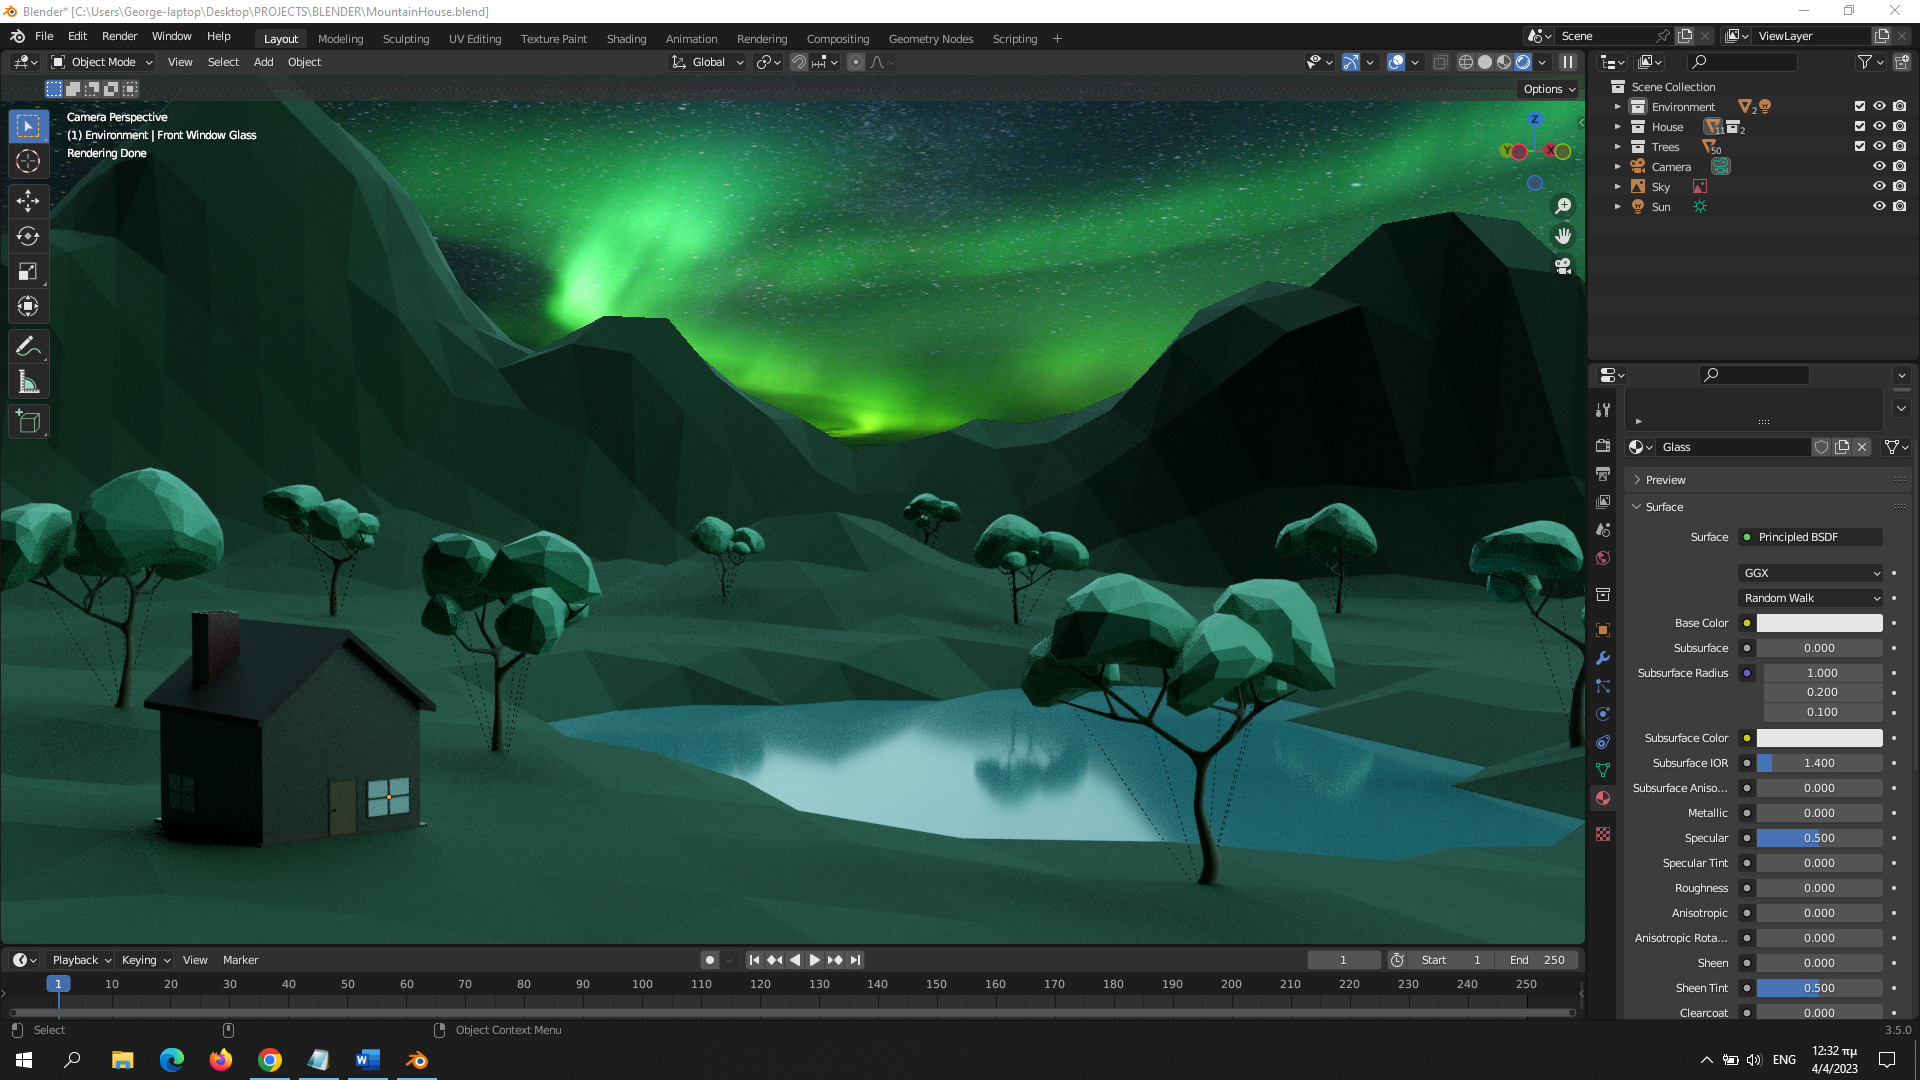 Blender* [C:\Users\George-laptop\Desktop\PROJECTS\BLENDER\MountainHouse.blend]
File Edit Render Window Help Layout Modeling Sculpting UV Editing Texture Paint Shading Animation Rendering Compositing Geometry Nodes Scripting + Scene ViewLayer
Object Mode View Select Add Object Global
Options
Camera Perspective
(1) Environment | Front Window Glass
Rendering Done
Z
Y X
Scene Collection
Environment 2
House 11 2
Trees 50
Camera
Sky
Sun
Glass
Preview
Surface
Surface Principled BSDF
GGX
Random Walk
Base Color
Subsurface 0.000
Subsurface Radius 1.000
0.200
0.100
Subsurface Color
Subsurface IOR 1.400
Subsurface Aniso... 0.000
Metallic 0.000
Specular 0.500
Specular Tint 0.000
Roughness 0.000
Anisotropic 0.000
Anisotropic Rota... 0.000
Sheen 0.000
Sheen Tint 0.500
Clearcoat 0.000
Playback Keying View Marker 1 Start 1 End 250
1 10 20 30 40 50 60 70 80 90 100 110 120 130 140 150 160 170 180 190 200 210 220 230 240 250
Select Object Context Menu 3.5.0
ENG
12:32 πμ
4/4/2023